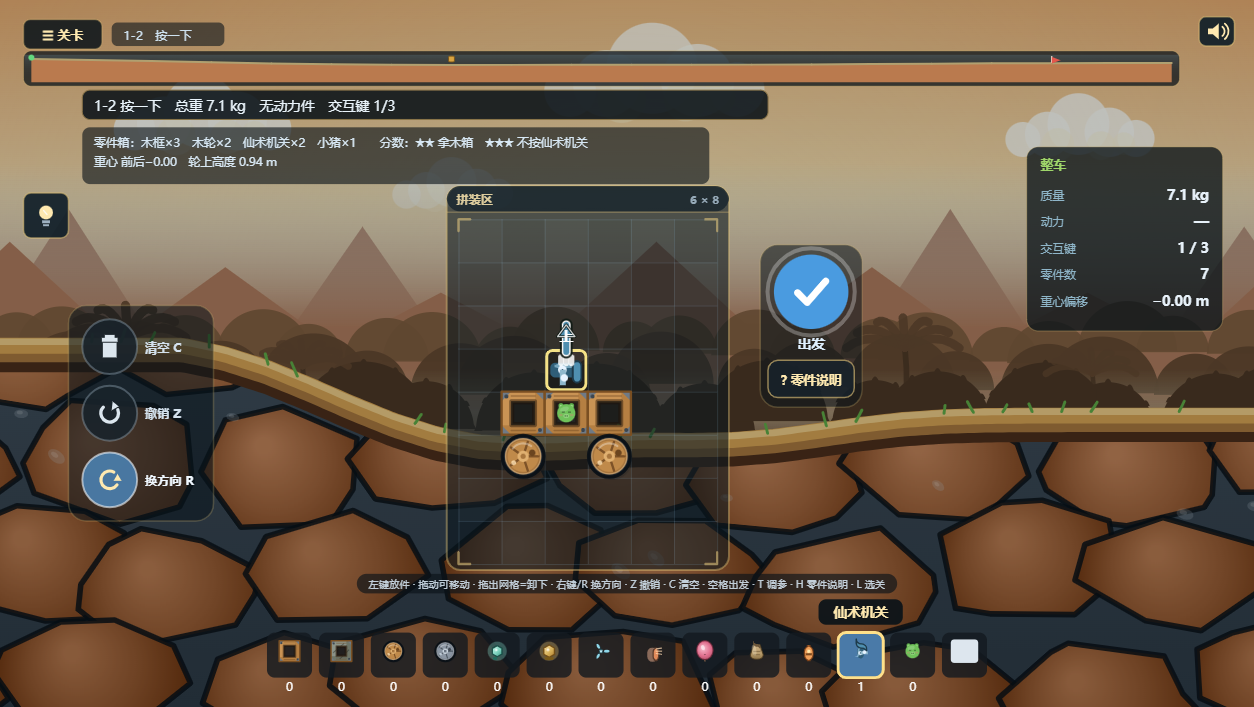 ☰ 关卡
1-2 按一下
1-2 按一下 总重 7.1 kg 无动力件 交互键 1/3
零件箱：木框×3 木轮×2 仙术机关×2 小猪×1 分数：★★ 拿木箱 ★★★ 不按仙术机关
重心 前后−0.00 轮上高度 0.94 m
整车
质量 7.1 kg
动力 —
交互键 1 / 3
零件数 7
重心偏移 −0.00 m
拼装区 6 × 8
清空 C
撤销 Z
换方向 R
出发
? 零件说明
左键放件 · 拖动可移动 · 拖出网格=卸下 · 右键/R 换方向 · Z 撤销 · C 清空 · 空格出发 · T 调参 · H 零件说明 · L 选关
仙术机关
0 0 0 0 0 0 0 0 0 0 0 1 0